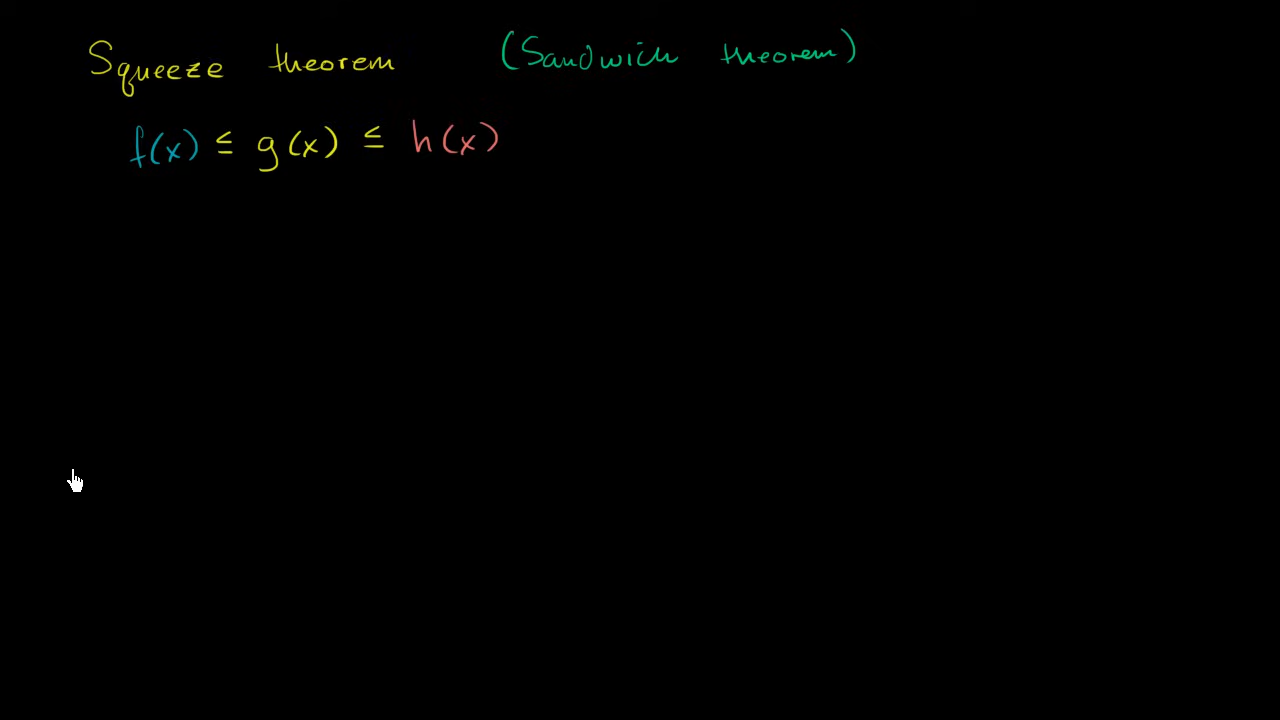 Squeeze theorem (Sandwich theorem)
f(x) ≤ g(x) ≤ h(x)